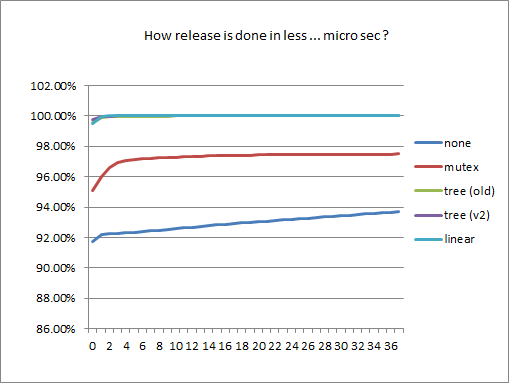 How release is done in less ... micro sec ?
102.00%
100.00%
98.00%
96.00%
94.00%
92.00%
90.00%
88.00%
86.00%
0 2 4 6 8 10 12 14 16 18 20 22 24 26 28 30 32 34 36
none
mutex
tree (old)
tree (v2)
linear